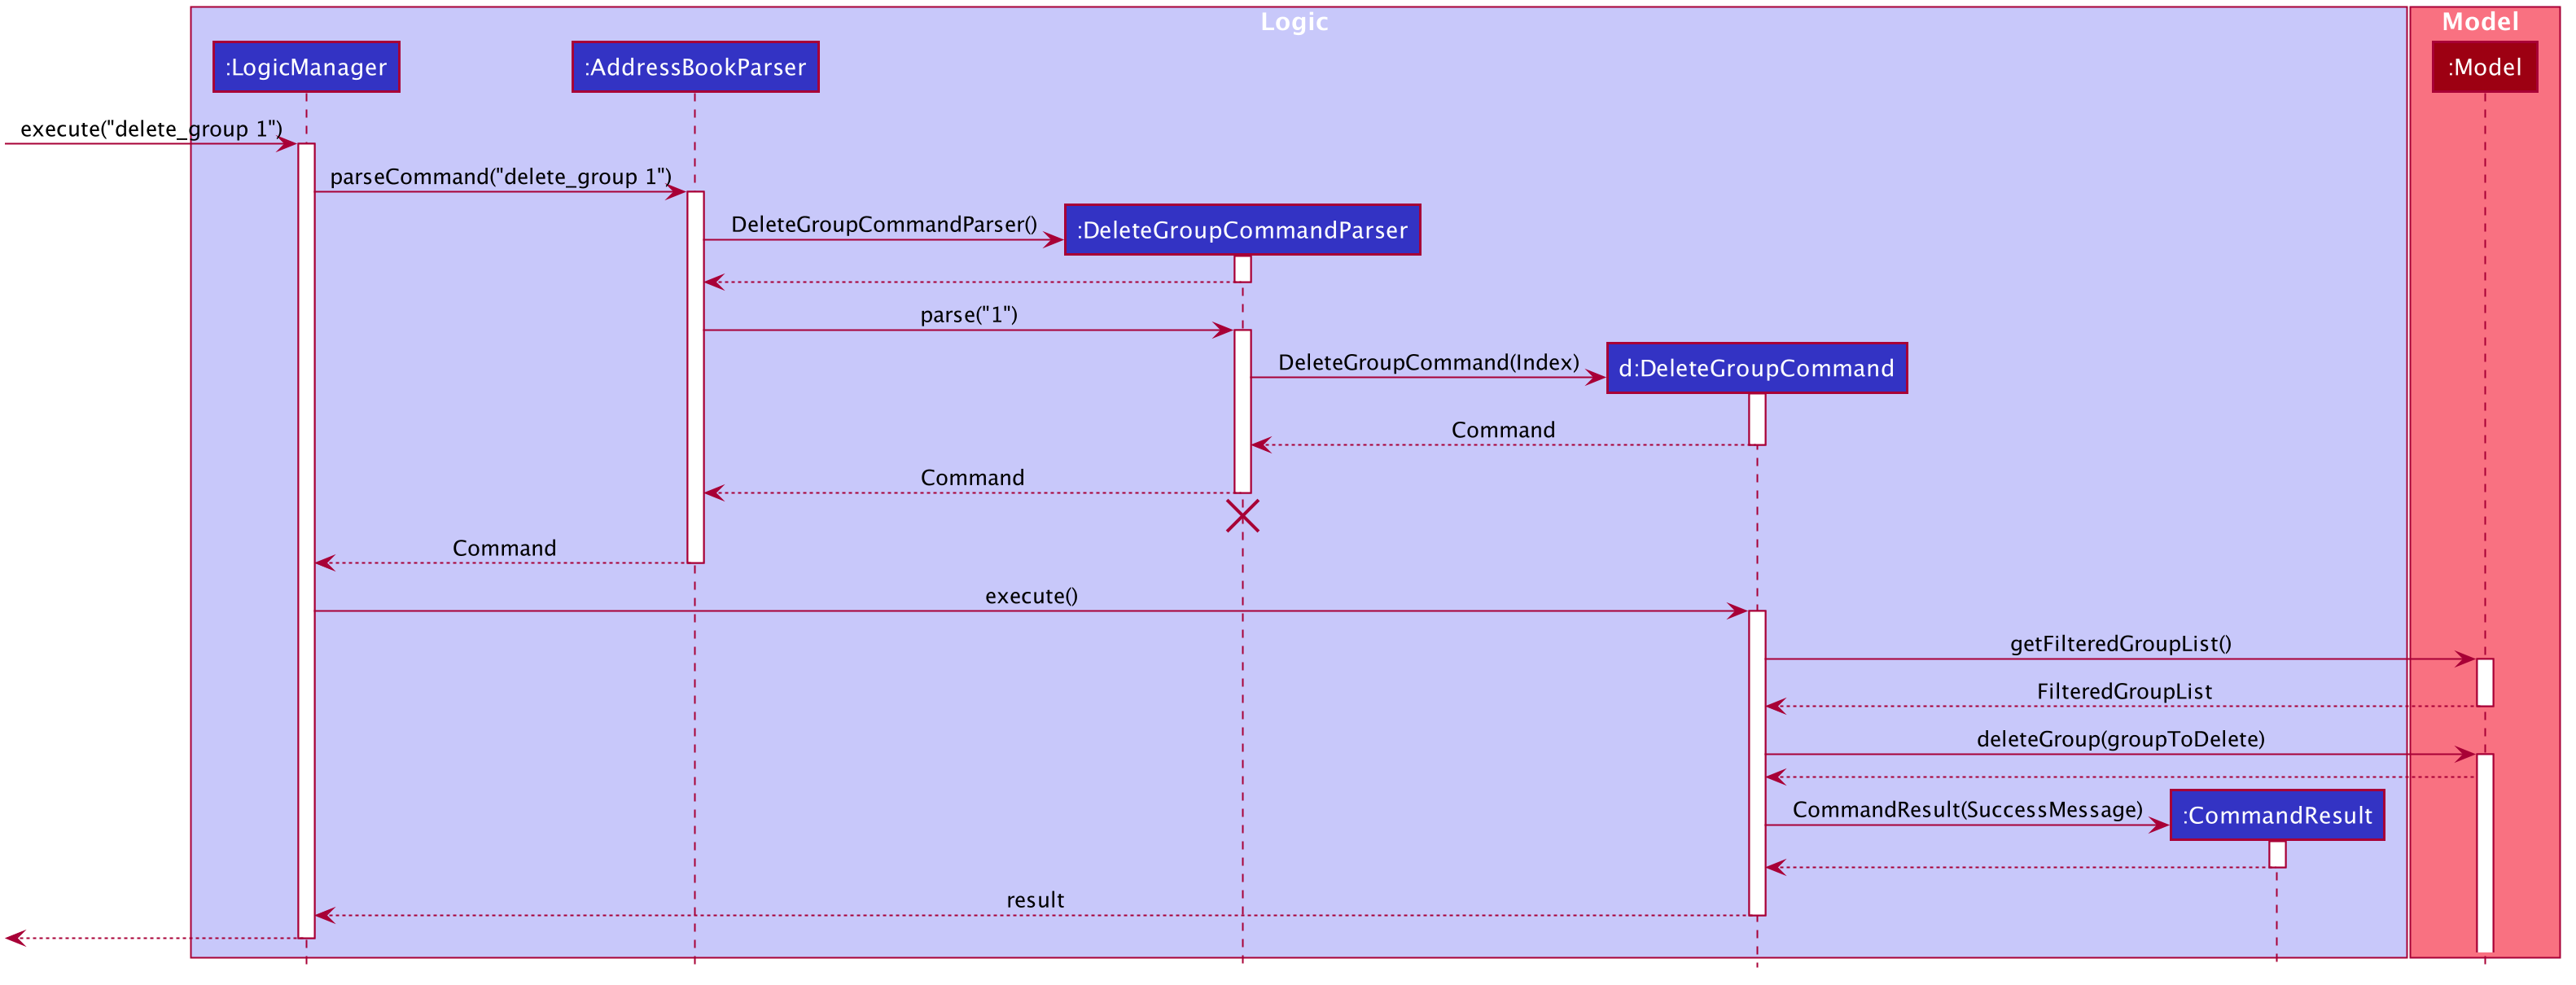 Logic
Model
:LogicManager
:AddressBookParser
:Model
execute("delete_group 1")
parseCommand("delete_group 1")
DeleteGroupCommandParser()
:DeleteGroupCommandParser
parse("1")
DeleteGroupCommand(Index)
d:DeleteGroupCommand
Command
Command
Command
execute()
getFilteredGroupList()
FilteredGroupList
deleteGroup(groupToDelete)
CommandResult(SuccessMessage)
:CommandResult
result